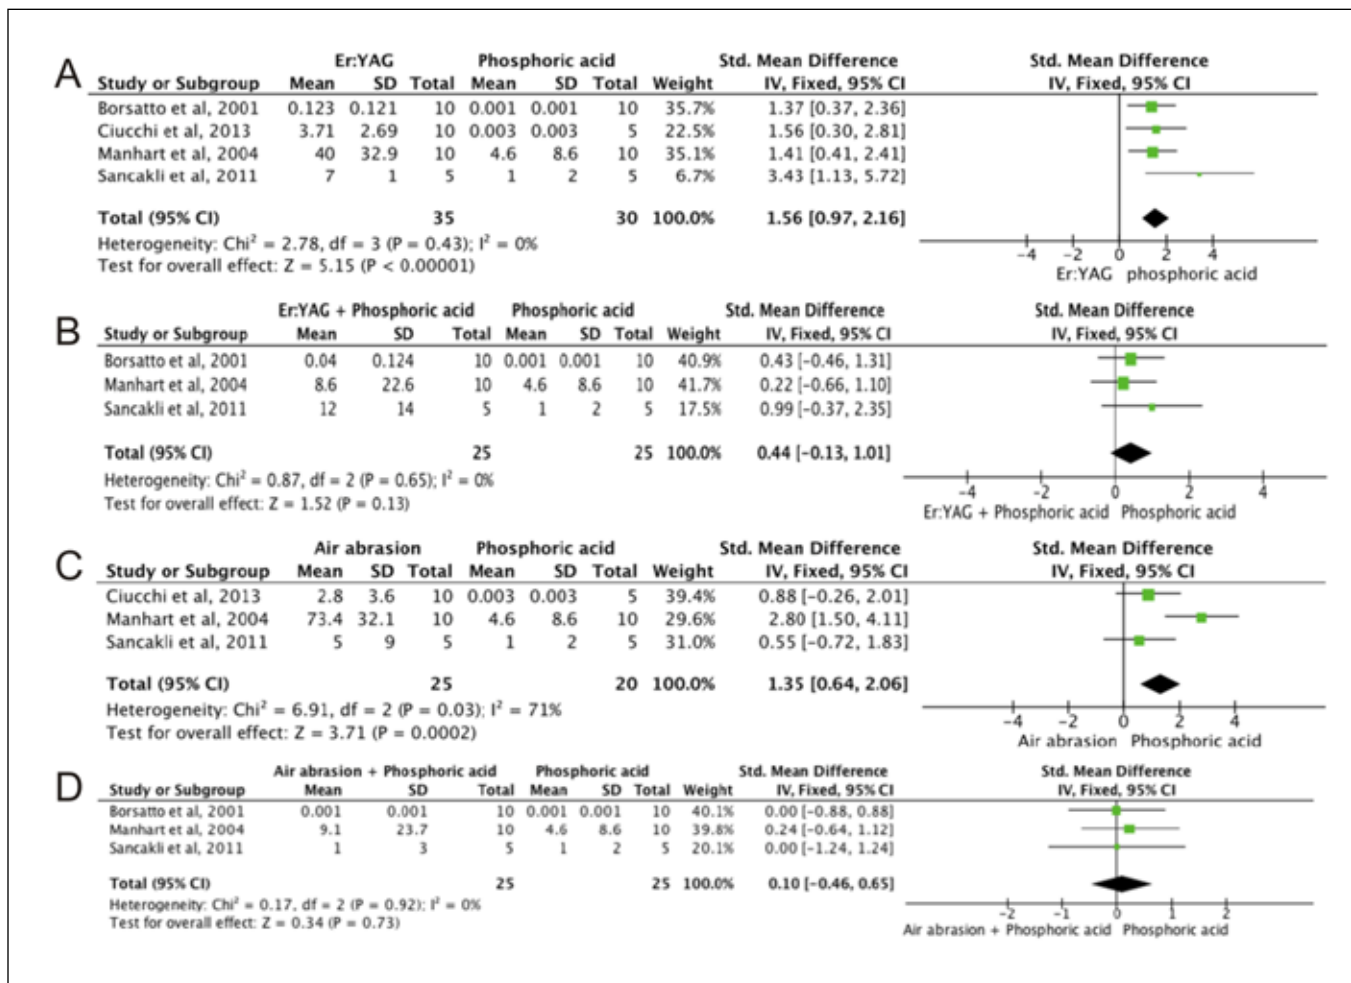 A
Er:YAG Phosphoric acid Std. Mean Difference Std. Mean Difference
Study or Subgroup Mean SD Total Mean SD Total Weight IV, Fixed, 95% CI IV, Fixed, 95% CI
Borsatto et al, 2001 0.123 0.121 10 0.001 0.001 10 35.7% 1.37 [0.37, 2.36]
Ciucchi et al, 2013 3.71 2.69 10 0.003 0.003 5 22.5% 1.56 [0.30, 2.81]
Manhart et al, 2004 40 32.9 10 4.6 8.6 10 35.1% 1.41 [0.41, 2.41]
Sancakli et al, 2011 7 1 5 1 2 5 6.7% 3.43 [1.13, 5.72]
Total (95% CI) 35 30 100.0% 1.56 [0.97, 2.16]
Heterogeneity: Chi² = 2.78, df = 3 (P = 0.43); I² = 0%
Test for overall effect: Z = 5.15 (P < 0.00001)
-4 -2 0 2 4
Er:YAG phosphoric acid
B
Er:YAG + Phosphoric acid Phosphoric acid Std. Mean Difference Std. Mean Difference
Study or Subgroup Mean SD Total Mean SD Total Weight IV, Fixed, 95% CI IV, Fixed, 95% CI
Borsatto et al, 2001 0.04 0.124 10 0.001 0.001 10 40.9% 0.43 [-0.46, 1.31]
Manhart et al, 2004 8.6 22.6 10 4.6 8.6 10 41.7% 0.22 [-0.66, 1.10]
Sancakli et al, 2011 12 14 5 1 2 5 17.5% 0.99 [-0.37, 2.35]
Total (95% CI) 25 25 100.0% 0.44 [-0.13, 1.01]
Heterogeneity: Chi² = 0.87, df = 2 (P = 0.65); I² = 0%
Test for overall effect: Z = 1.52 (P = 0.13)
-4 -2 0 2 4
Er:YAG + Phosphoric acid Phosphoric acid
C
Air abrasion Phosphoric acid Std. Mean Difference Std. Mean Difference
Study or Subgroup Mean SD Total Mean SD Total Weight IV, Fixed, 95% CI IV, Fixed, 95% CI
Ciucchi et al, 2013 2.8 3.6 10 0.003 0.003 5 39.4% 0.88 [-0.26, 2.01]
Manhart et al, 2004 73.4 32.1 10 4.6 8.6 10 29.6% 2.80 [1.50, 4.11]
Sancakli et al, 2011 5 9 5 1 2 5 31.0% 0.55 [-0.72, 1.83]
Total (95% CI) 25 20 100.0% 1.35 [0.64, 2.06]
Heterogeneity: Chi² = 6.91, df = 2 (P = 0.03); I² = 71%
Test for overall effect: Z = 3.71 (P = 0.0002)
-4 -2 0 2 4
Air abrasion Phosphoric acid
D
Air abrasion + Phosphoric acid Phosphoric acid Std. Mean Difference Std. Mean Difference
Study or Subgroup Mean SD Total Mean SD Total Weight IV, Fixed, 95% CI IV, Fixed, 95% CI
Borsatto et al, 2001 0.001 0.001 10 0.001 0.001 10 40.1% 0.00 [-0.88, 0.88]
Manhart et al, 2004 9.1 23.7 10 4.6 8.6 10 39.8% 0.24 [-0.64, 1.12]
Sancakli et al, 2011 1 3 5 1 2 5 20.1% 0.00 [-1.24, 1.24]
Total (95% CI) 25 25 100.0% 0.10 [-0.46, 0.65]
Heterogeneity: Chi² = 0.17, df = 2 (P = 0.92); I² = 0%
Test for overall effect: Z = 0.34 (P = 0.73)
-2 -1 0 1 2
Air abrasion + Phosphoric acid Phosphoric acid